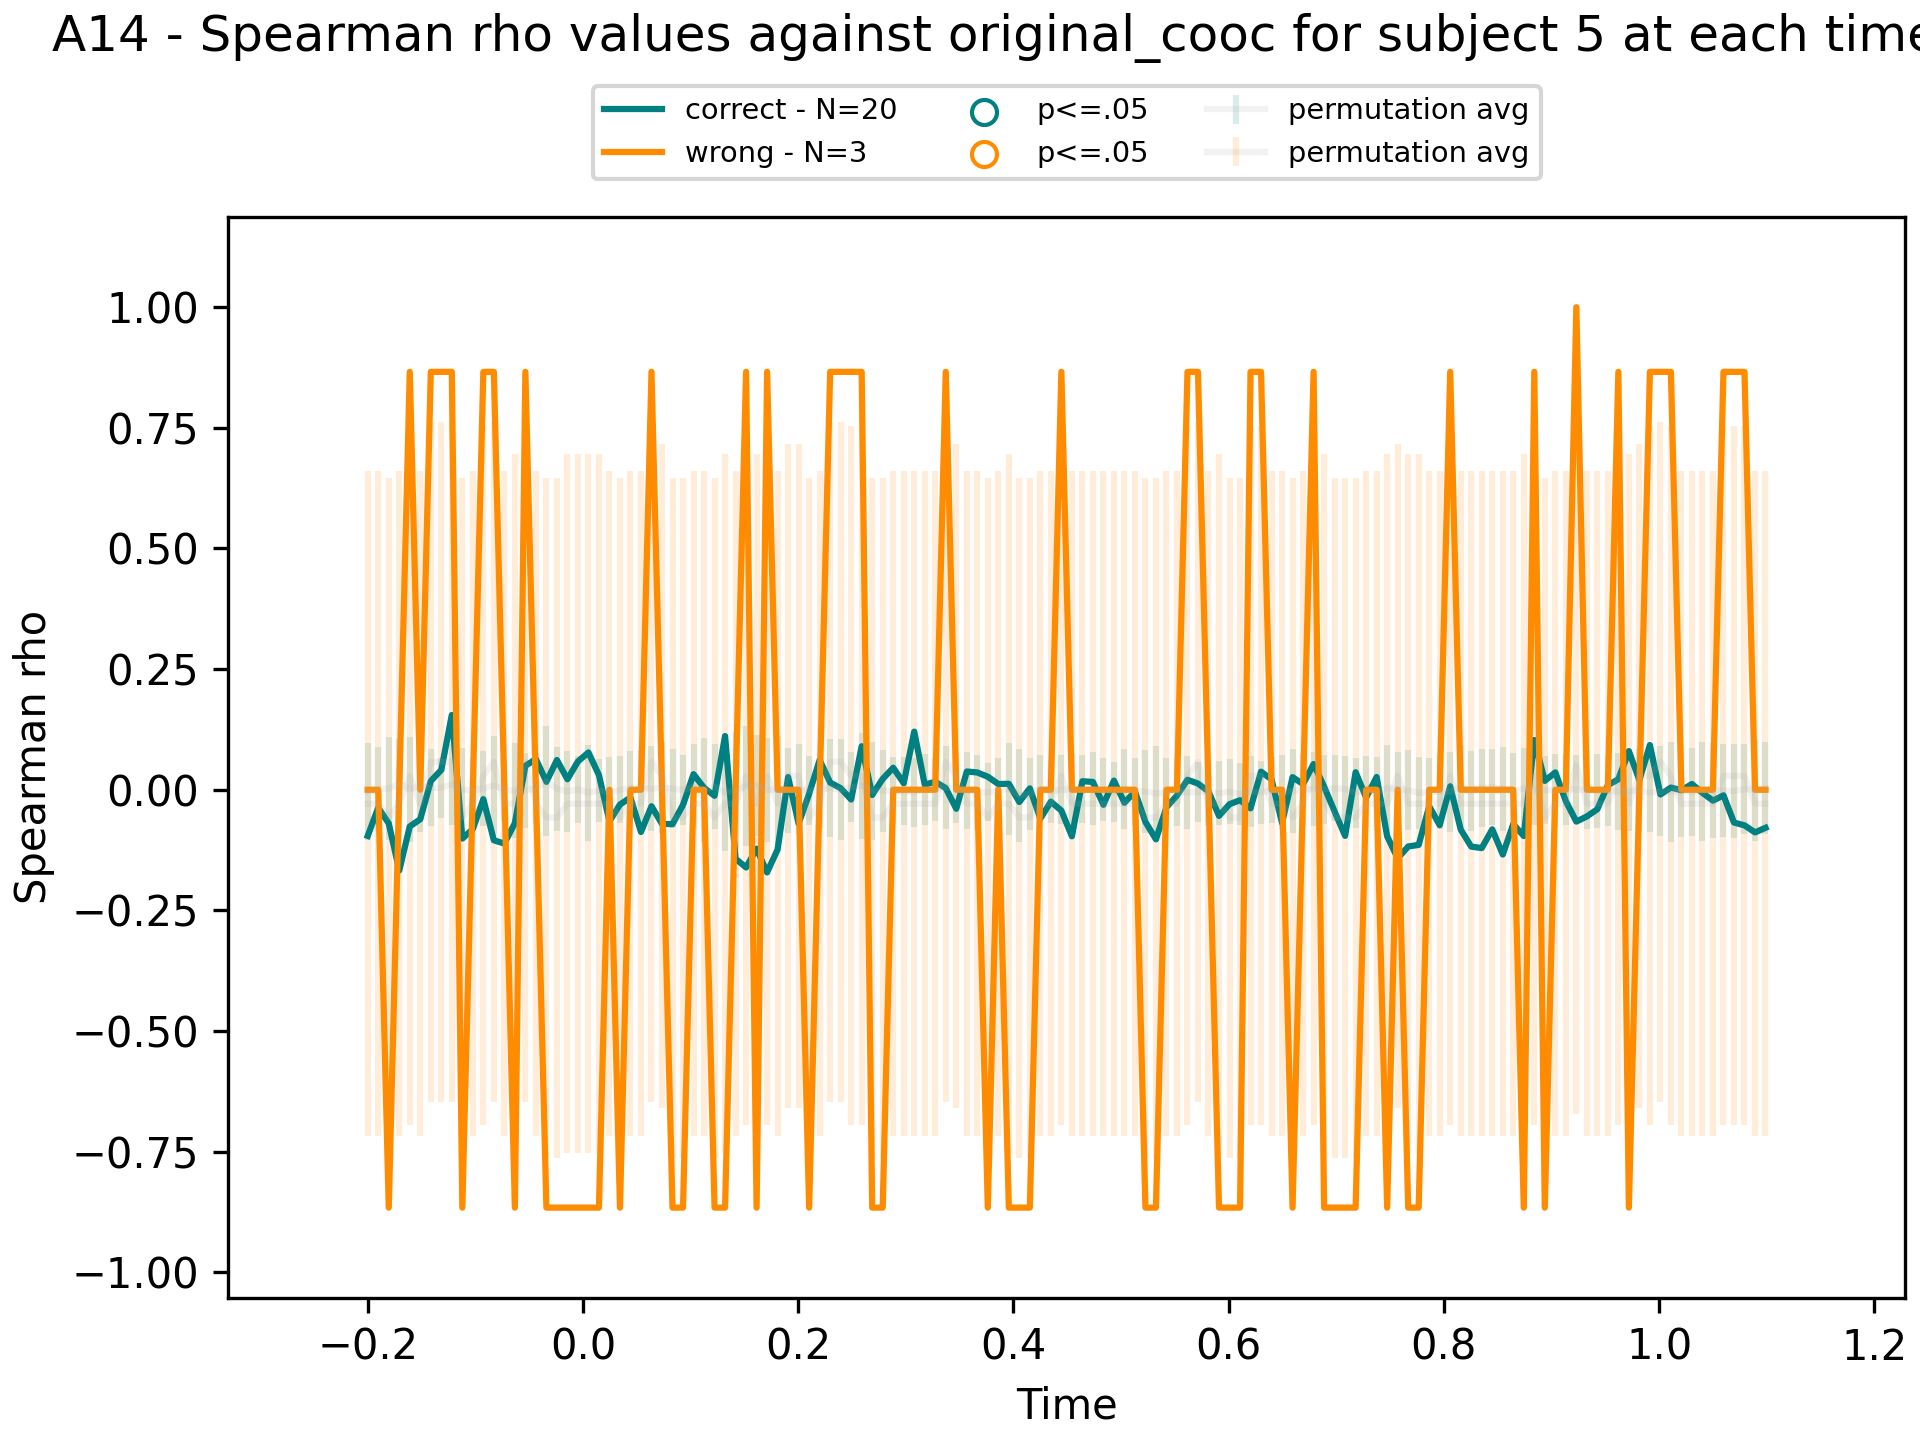 A14 - Spearman rho values against original_cooc for subject 5 at each time
correct - N=20 p<=.05 permutation avg
wrong - N=3 p<=.05 permutation avg
1.00
0.75
0.50
0.25
0.00
−0.25
−0.50
−0.75
−1.00
Spearman rho
−0.2 0.0 0.2 0.4 0.6 0.8 1.0 1.2
Time